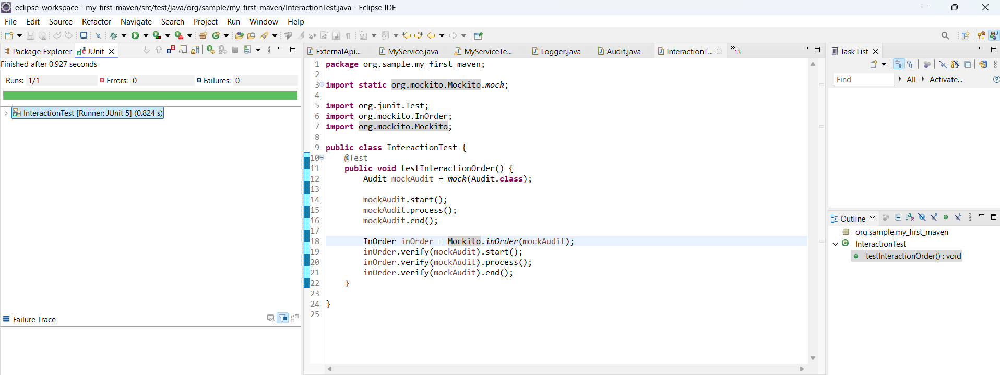 eclipse-workspace - my-first-maven/src/test/java/org/sample/my_first_maven/InteractionTest.java - Eclipse IDE
File Edit Source Refactor Navigate Search Project Run Window Help
Package Explorer JUnit
Finished after 0.927 seconds
Runs: 1/1 Errors: 0 Failures: 0
InteractionTest [Runner: JUnit 5] (0.824 s)
Failure Trace
ExternalApi... MyService.java MyServiceTe... Logger.java Audit.java InteractionT... »13
1 package org.sample.my_first_maven;
2
3 import static org.mockito.Mockito.mock;
4
5 import org.junit.Test;
6 import org.mockito.InOrder;
7 import org.mockito.Mockito;
8
9 public class InteractionTest {
10 @Test
11 public void testInteractionOrder() {
12 Audit mockAudit = mock(Audit.class);
13
14 mockAudit.start();
15 mockAudit.process();
16 mockAudit.end();
17
18 InOrder inOrder = Mockito.inOrder(mockAudit);
19 inOrder.verify(mockAudit).start();
20 inOrder.verify(mockAudit).process();
21 inOrder.verify(mockAudit).end();
22 }
23
24 }
25
Task List
Find All Activate...
Outline
org.sample.my_first_maven
InteractionTest
testInteractionOrder() : void